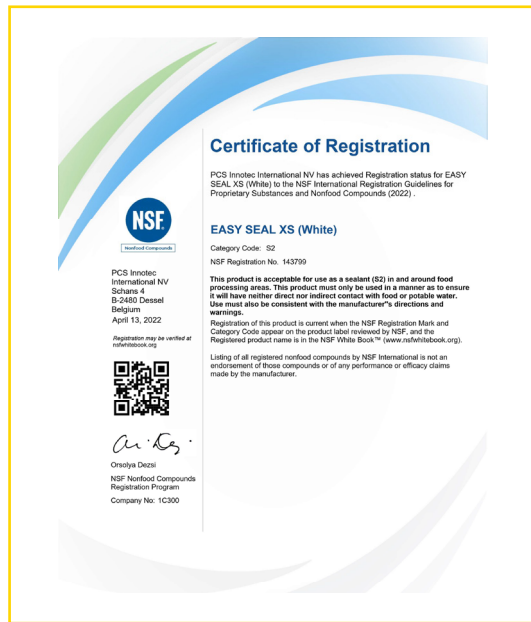 Certificate of Registration
PCS Innotec International NV has achieved Registration status for EASY
SEAL XS (White) to the NSF International Registration Guidelines for
Proprietary Substances and Nonfood Compounds (2022) .
NSF
Nonfood Compounds
EASY SEAL XS (White)
Category Code: S2
NSF Registration No. 143799
This product is acceptable for use as a sealant (S2) in and around food
processing areas. This product must only be used in a manner as to ensure
it will have neither direct nor indirect contact with food or potable water.
Use must also be consistent with the manufacturer"s directions and
warnings.
Registration of this product is current when the NSF Registration Mark and
Category Code appear on the product label reviewed by NSF, and the
Registered product name is in the NSF White Book™ (www.nsfwhitebook.org).
Listing of all registered nonfood compounds by NSF International is not an
endorsement of those compounds or of any performance or efficacy claims
made by the manufacturer.
PCS Innotec
International NV
Schans 4
B-2480 Dessel
Belgium
April 13, 2022
Registration may be verified at
nsfwhitebook.org
Orsolya Dezsi
NSF Nonfood Compounds
Registration Program
Company No: 1C300